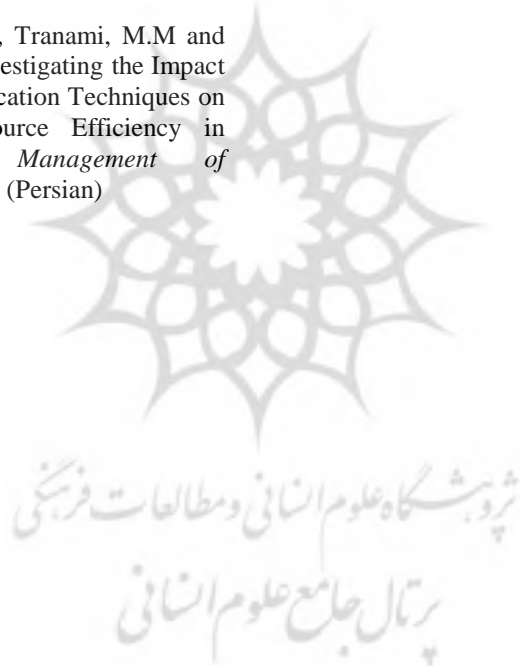 , Tranami, M.M and
estigating the Impact
cation Techniques on
ource Efficiency in
Management of
(Persian)
پژوهشگاه علوم انسانی و مطالعات فرهنگی
پرتال جامع علوم انسانی